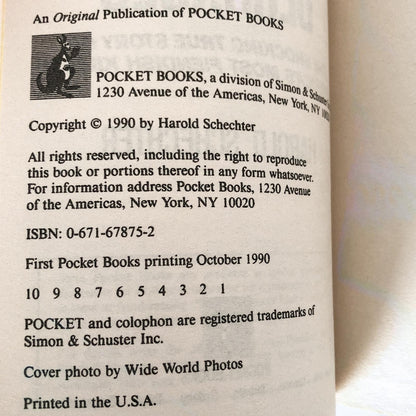 An Original Publication of POCKET BOOKS
POCKET BOOKS, a division of Simon & Schuster
1230 Avenue of the Americas, New York, NY
Copyright © 1990 by Harold Schechter
All rights reserved, including the right to reproduce
this book or portions thereof in any form whatsoever.
For information address Pocket Books, 1230 Avenue
of the Americas, New York, NY 10020
ISBN: 0-671-67875-2
First Pocket Books printing October 1990
10 9 8 7 6 5 4 3 2 1
POCKET and colophon are registered trademarks of
Simon & Schuster Inc.
Cover photo by Wide World Photos
Printed in the U.S.A.